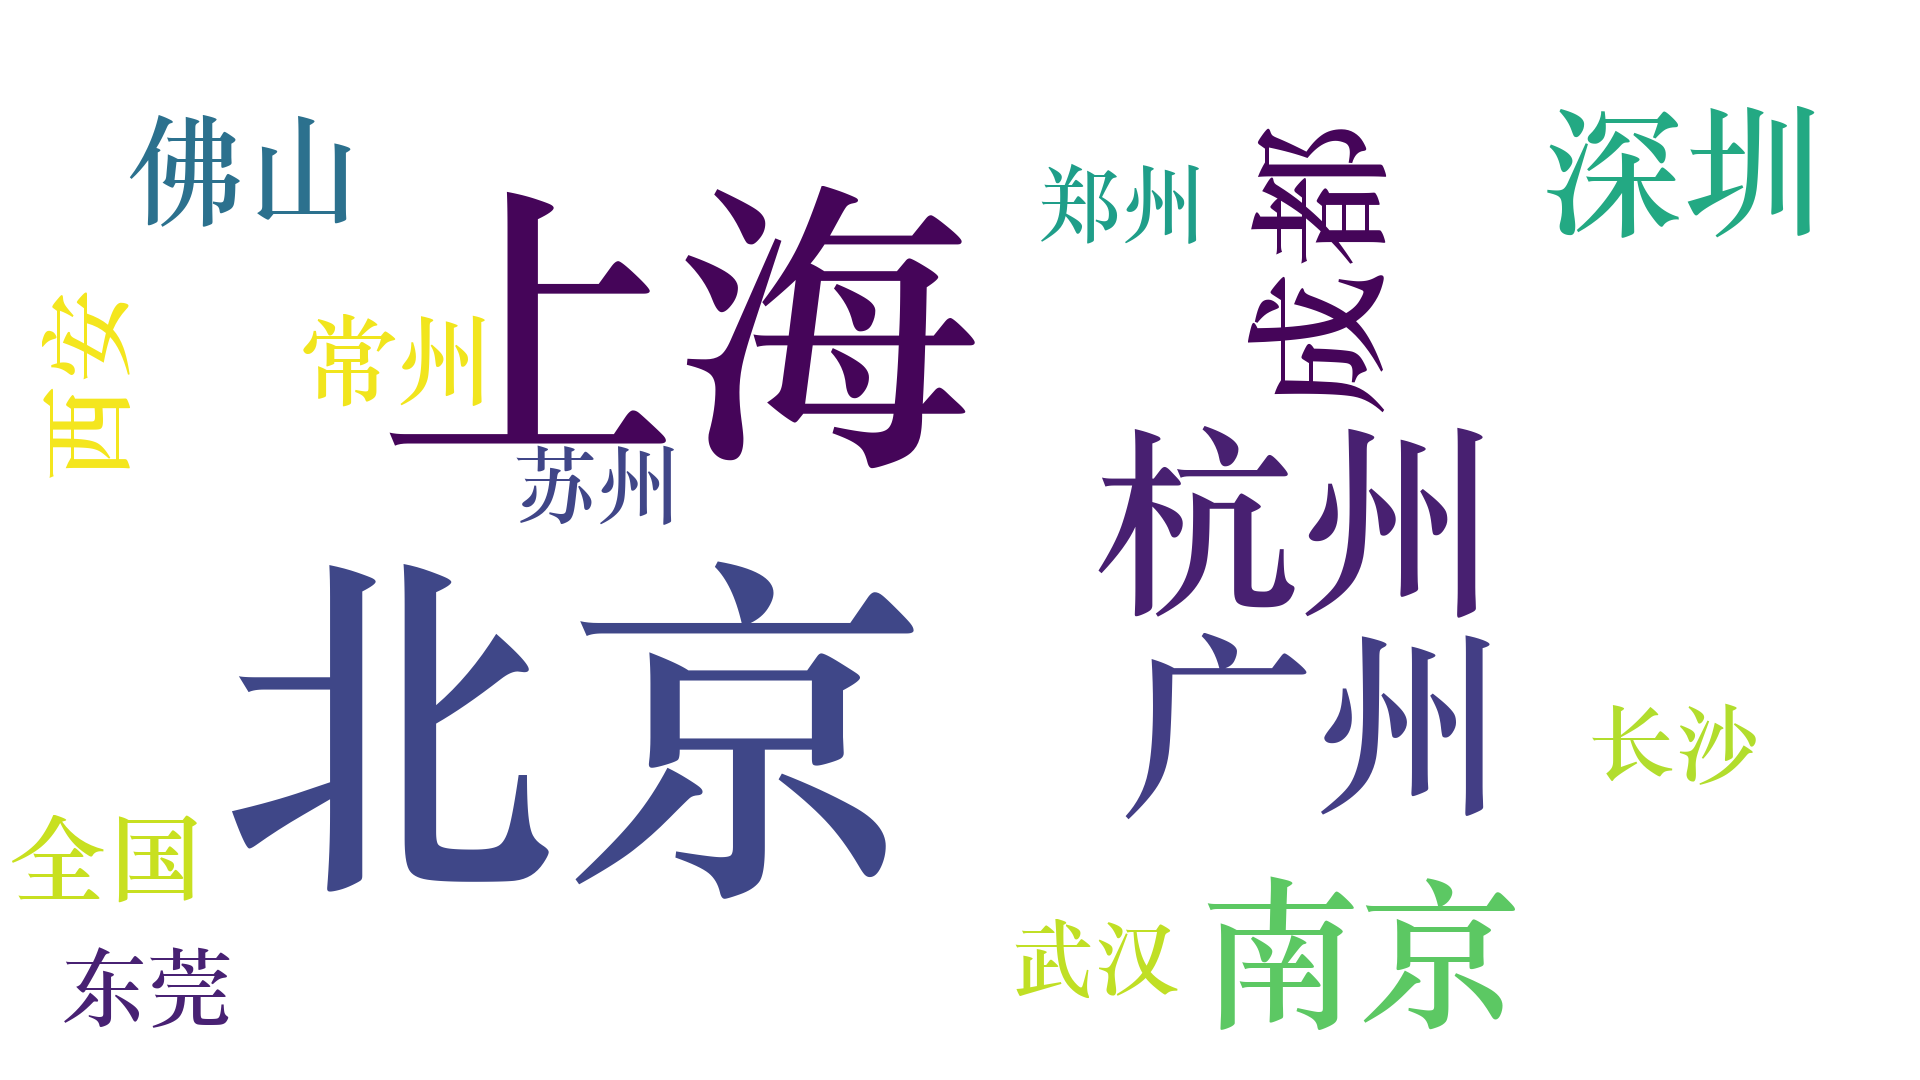 佛山
上海
郑州
成都
深圳
西安
常州
苏州
杭州
北京
广州
长沙
全国
武汉
南京
东莞